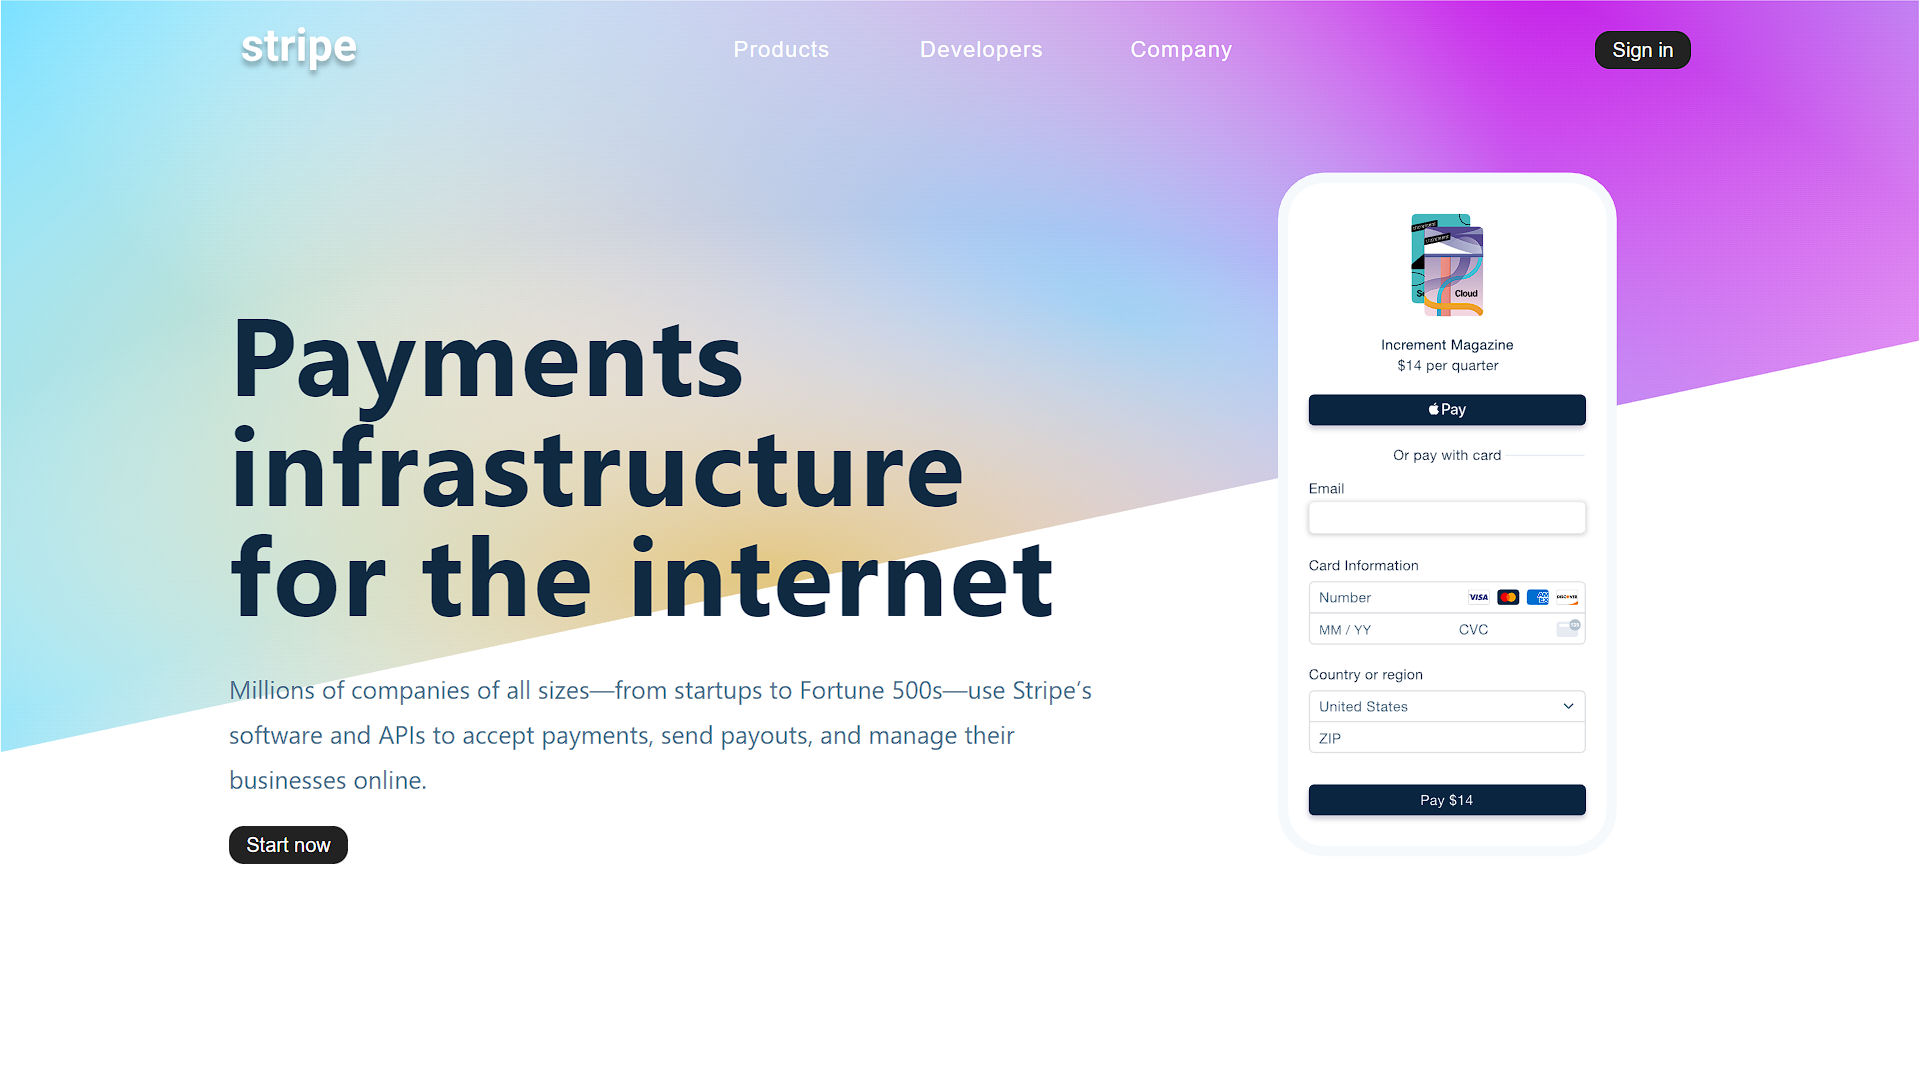 stripe
Products
Developers
Company
Sign in
Payments
infrastructure
for the internet
Millions of companies of all sizes—from startups to Fortune 500s—use Stripe's
software and APIs to accept payments, send payouts, and manage their
businesses online.
Start now
Cloud
Increment Magazine
$14 per quarter
Pay
Or pay with card
Email
Card Information
Number
VISA
DISCOVER
MM / YY
CVC
Country or region
United States
ZIP
Pay $14